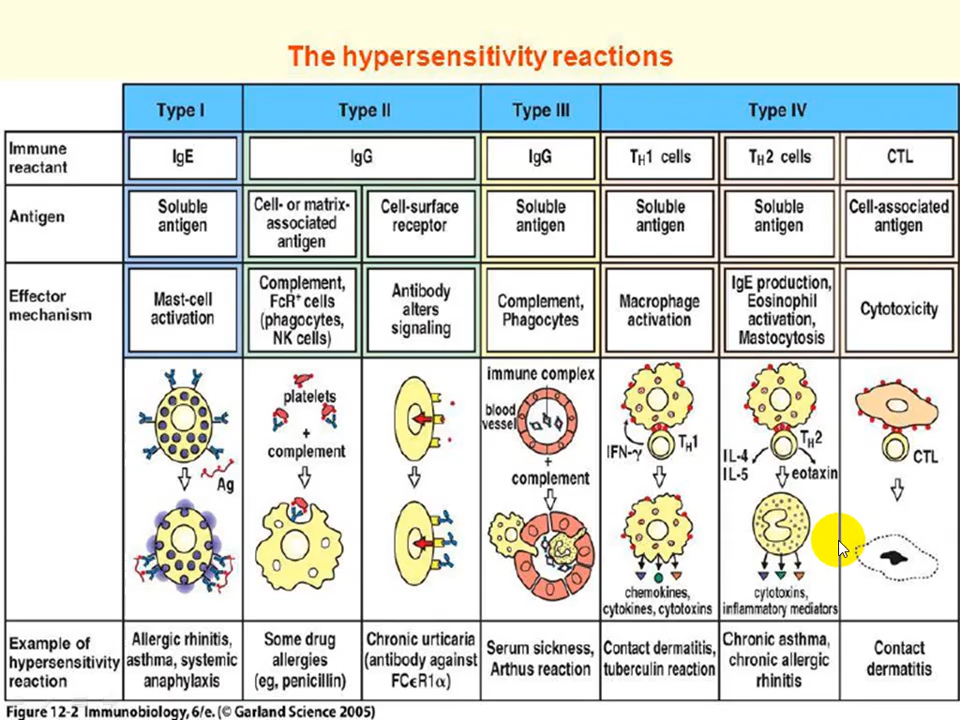 The hypersensitivity reactions
Type I
Type II
Type III
Type IV
Immune
reactant
IgE
IgG
IgG
TH1 cells
TH2 cells
CTL
Antigen
Soluble
antigen
Cell- or matrix-
associated
antigen
Cell-surface
receptor
Soluble
antigen
Soluble
antigen
Soluble
antigen
Cell-associated
antigen
Effector
mechanism
Mast-cell
activation
Complement,
FcR+ cells
(phagocytes,
NK cells)
Antibody
alters
signaling
Complement,
Phagocytes
Macrophage
activation
IgE production,
Eosinophil
activation,
Mastocytosis
Cytotoxicity
Ag
platelets
+
complement
immune complex
blood
vessel
+
complement
IFN-γ
TH1
chemokines,
cytokines, cytotoxins
IL-4
IL-5
TH2
eotaxin
cytotoxins,
inflammatory mediators
CTL
Example of
hypersensitivity
reaction
Allergic rhinitis,
asthma, systemic
anaphylaxis
Some drug
allergies
(eg, penicillin)
Chronic urticaria
(antibody against
FCϵR1α)
Serum sickness,
Arthus reaction
Contact dermatitis,
tuberculin reaction
Chronic asthma,
chronic allergic
rhinitis
Contact
dermatitis
Figure 12-2 Immunobiology, 6/e. (© Garland Science 2005)